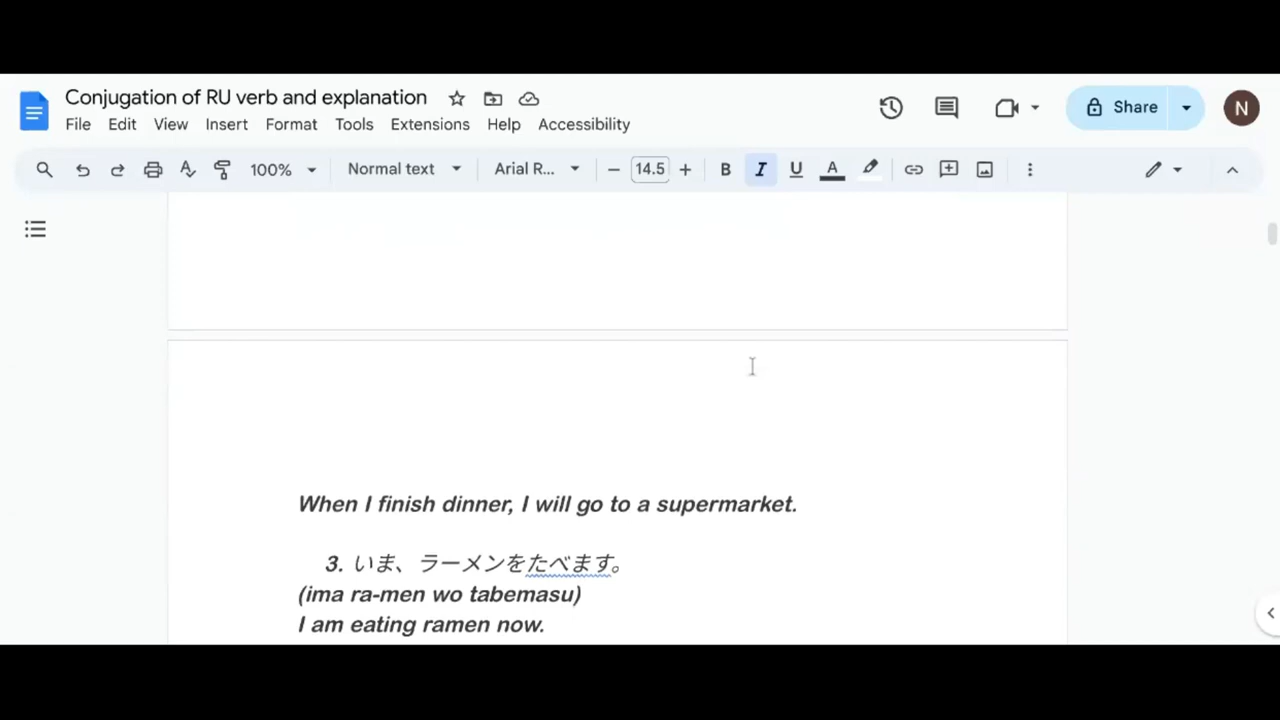 Conjugation of RU verb and explanation
File Edit View Insert Format Tools Extensions Help Accessibility
Share
N
100% Normal text Arial R... 14.5 B I U A
When I finish dinner, I will go to a supermarket.
3. いま、ラーメンをたべます。
(ima ra-men wo tabemasu)
I am eating ramen now.